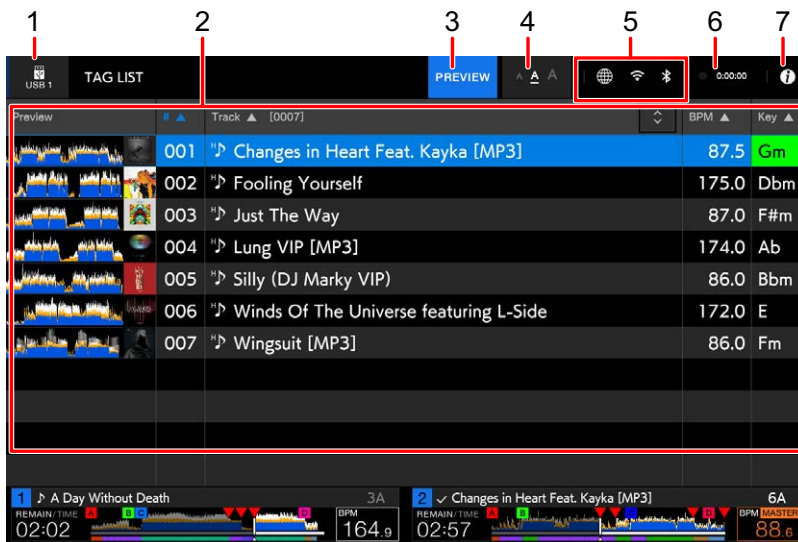 1 2 3 4 5 6 7
USB 1 TAG LIST PREVIEW A A A 0:00:00 i
Preview # ▲ Track ▲ [0007] BPM ▲ Key ▲
001 Changes in Heart Feat. Kayka [MP3] 87.5 Gm
002 Fooling Yourself 175.0 Dbm
003 Just The Way 87.0 F#m
004 Lung VIP [MP3] 174.0 Ab
005 Silly (DJ Marky VIP) 86.0 Bbm
006 Winds Of The Universe featuring L-Side 172.0 E
007 Wingsuit [MP3] 86.0 Fm
1 A Day Without Death 3A 2 ✓ Changes in Heart Feat. Kayka [MP3] 6A
REMAIN/TIME A B C D BPM REMAIN/TIME A B C D BPM MASTER
02:02 164.9 02:57 88.6